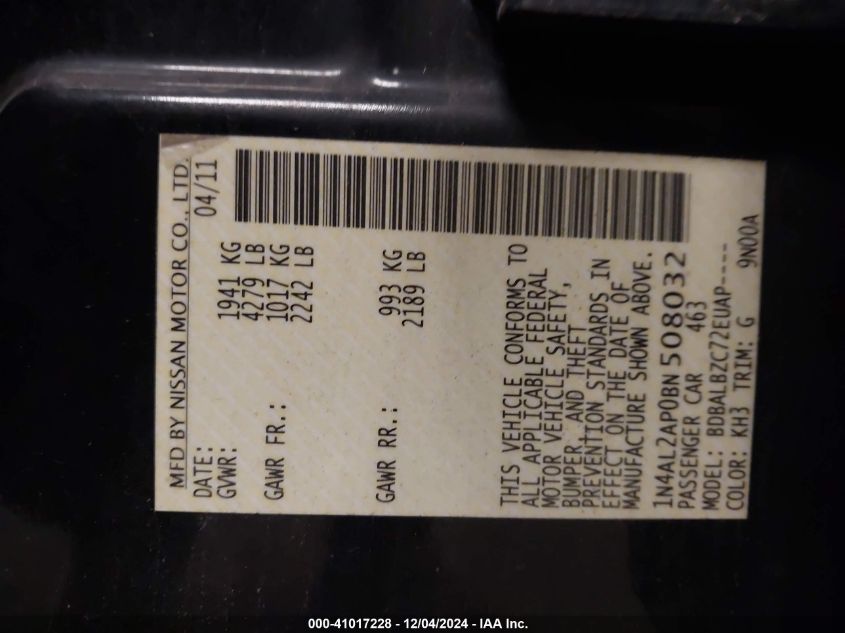 MFD BY NISSAN MOTOR CO., LTD.
DATE: 04/11
GVWR: 1941 KG
4279 LB
GAWR FR.: 1017 KG
2242 LB
GAWR RR.: 993 KG
2189 LB
THIS VEHICLE CONFORMS TO
ALL APPLICABLE FEDERAL
MOTOR VEHICLE SAFETY,
BUMPER, AND THEFT
PREVENTION STANDARDS IN
EFFECT ON THE DATE OF
MANUFACTURE SHOWN ABOVE.
1N4AL2AP0BN508032
PASSENGER CAR 463
MODEL: BDBALBZC72EUAP----
COLOR: KH3 TRIM: G 9N00A
000-41017228 - 12/04/2024 - IAA Inc.